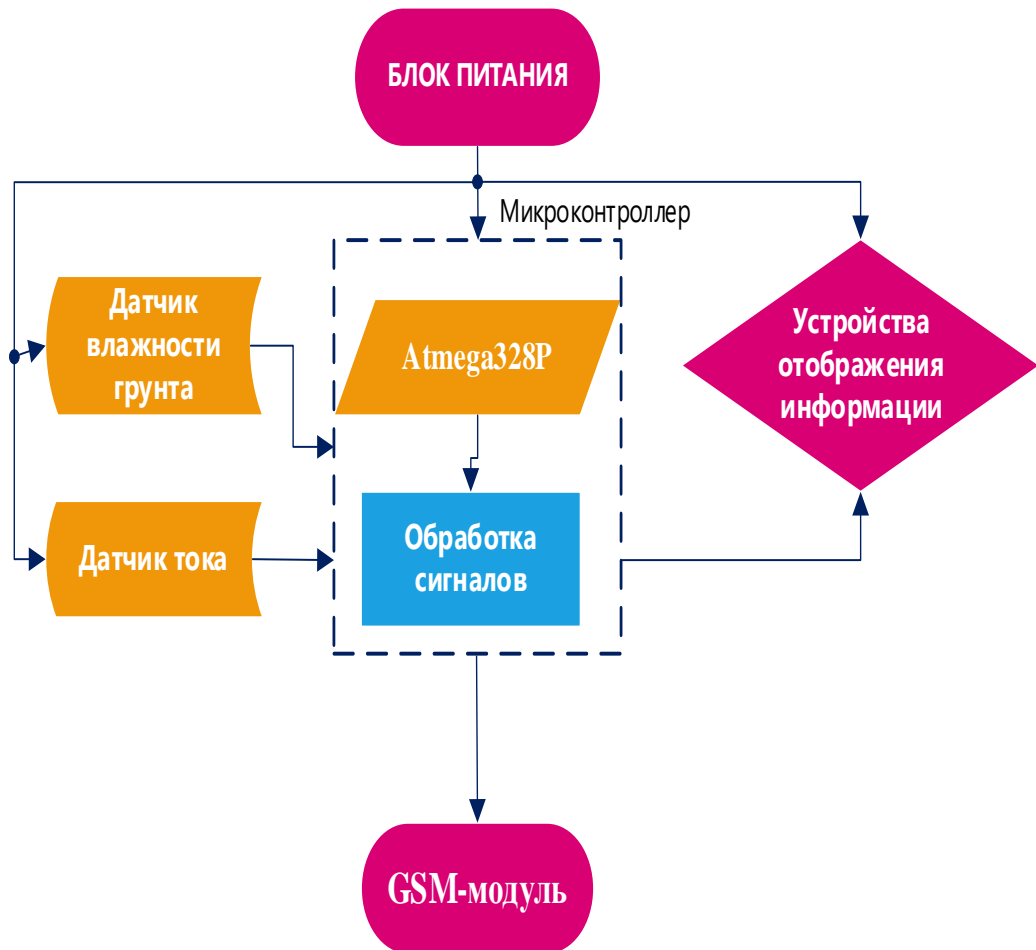 БЛОК ПИТАНИЯ
Микроконтроллер
Датчик
влажности
грунта
Atmega328P
Устройства
отображения
информации
Датчик тока
Обработка
сигналов
GSM-модуль